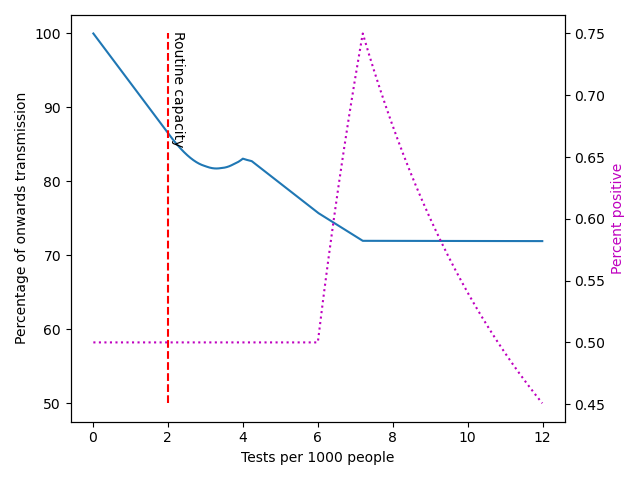 100
90
80
70
60
50
Percentage of onwards transmission
Routine capacity
0.75
0.70
0.65
0.60
0.55
0.50
0.45
Percent positive
0 2 4 6 8 10 12
Tests per 1000 people